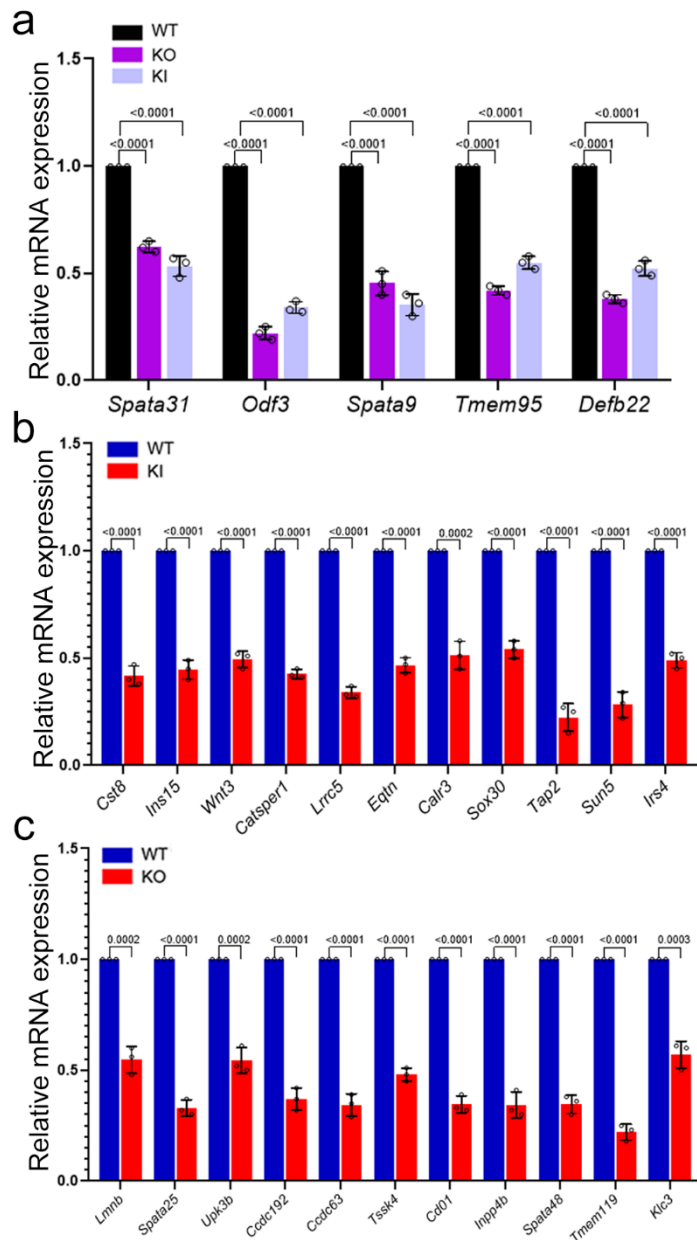 a
WT
KO
KI
Relative mRNA expression
1.5
1.0
0.5
0.0
<0.0001 <0.0001 <0.0001 <0.0001 <0.0001
<0.0001 <0.0001 <0.0001 <0.0001 <0.0001
Spata31 Odf3 Spata9 Tmem95 Defb22
b
WT
KI
Relative mRNA expression
1.5
1.0
0.5
0.0
<0.0001 <0.0001 <0.0001 <0.0001 <0.0001 <0.0001 0.0002 <0.0001 <0.0001 <0.0001 <0.0001
Cst8 Ins15 Wnt3 Catsper1 Lrrc5 Eqtn Calr3 Sox30 Tap2 Sun5 Irs4
c
WT
KO
Relative mRNA expression
1.5
1.0
0.5
0.0
0.0002 <0.0001 0.0002 <0.0001 <0.0001 <0.0001 <0.0001 <0.0001 <0.0001 <0.0001 0.0003
Lmnb Spata25 Upk3b Ccdc192 Ccdc63 Tssk4 Cd01 Inpp4b Spata48 Tmem119 Klc3